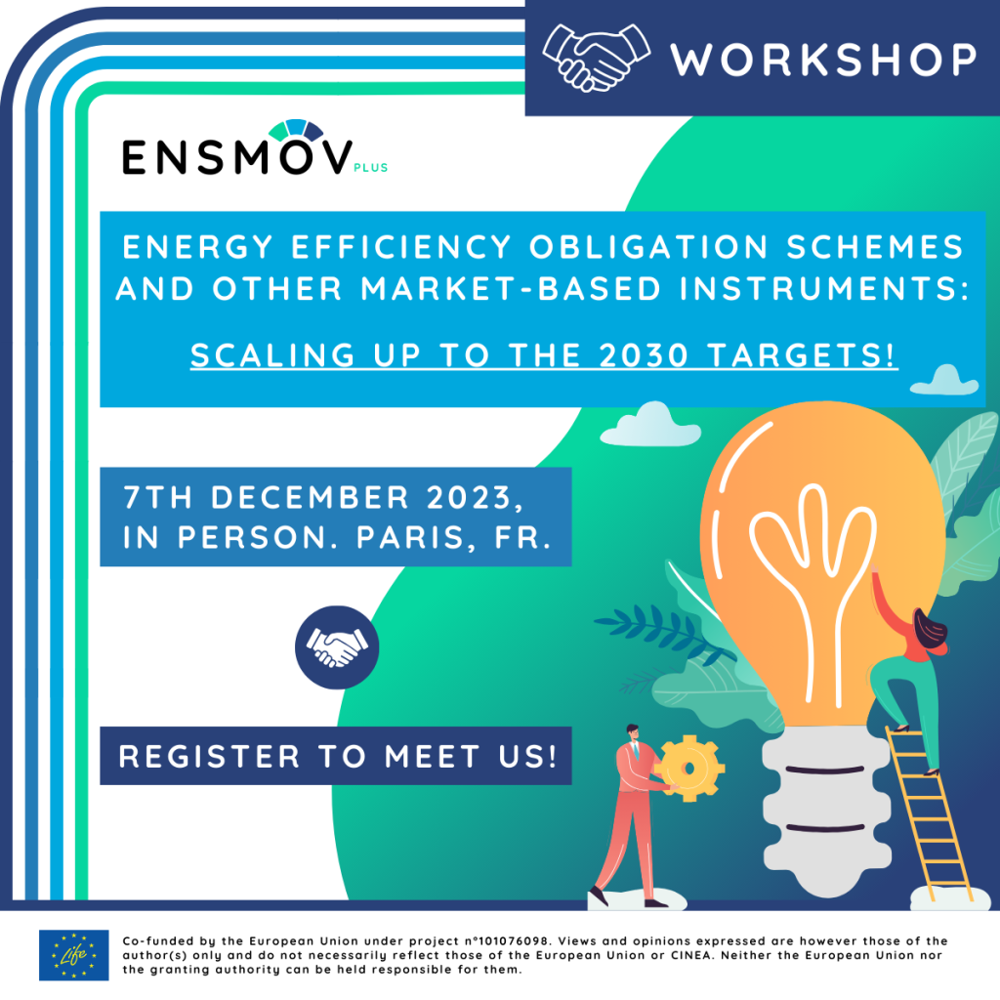 WORKSHOP
ENSMOV PLUS
ENERGY EFFICIENCY OBLIGATION SCHEMES
AND OTHER MARKET-BASED INSTRUMENTS:
SCALING UP TO THE 2030 TARGETS!
7TH DECEMBER 2023,
IN PERSON. PARIS, FR.
REGISTER TO MEET US!
Life
Co-funded by the European Union under project n°101076098. Views and opinions expressed are however those of the
author(s) only and do not necessarily reflect those of the European Union or CINEA. Neither the European Union nor
the granting authority can be held responsible for them.